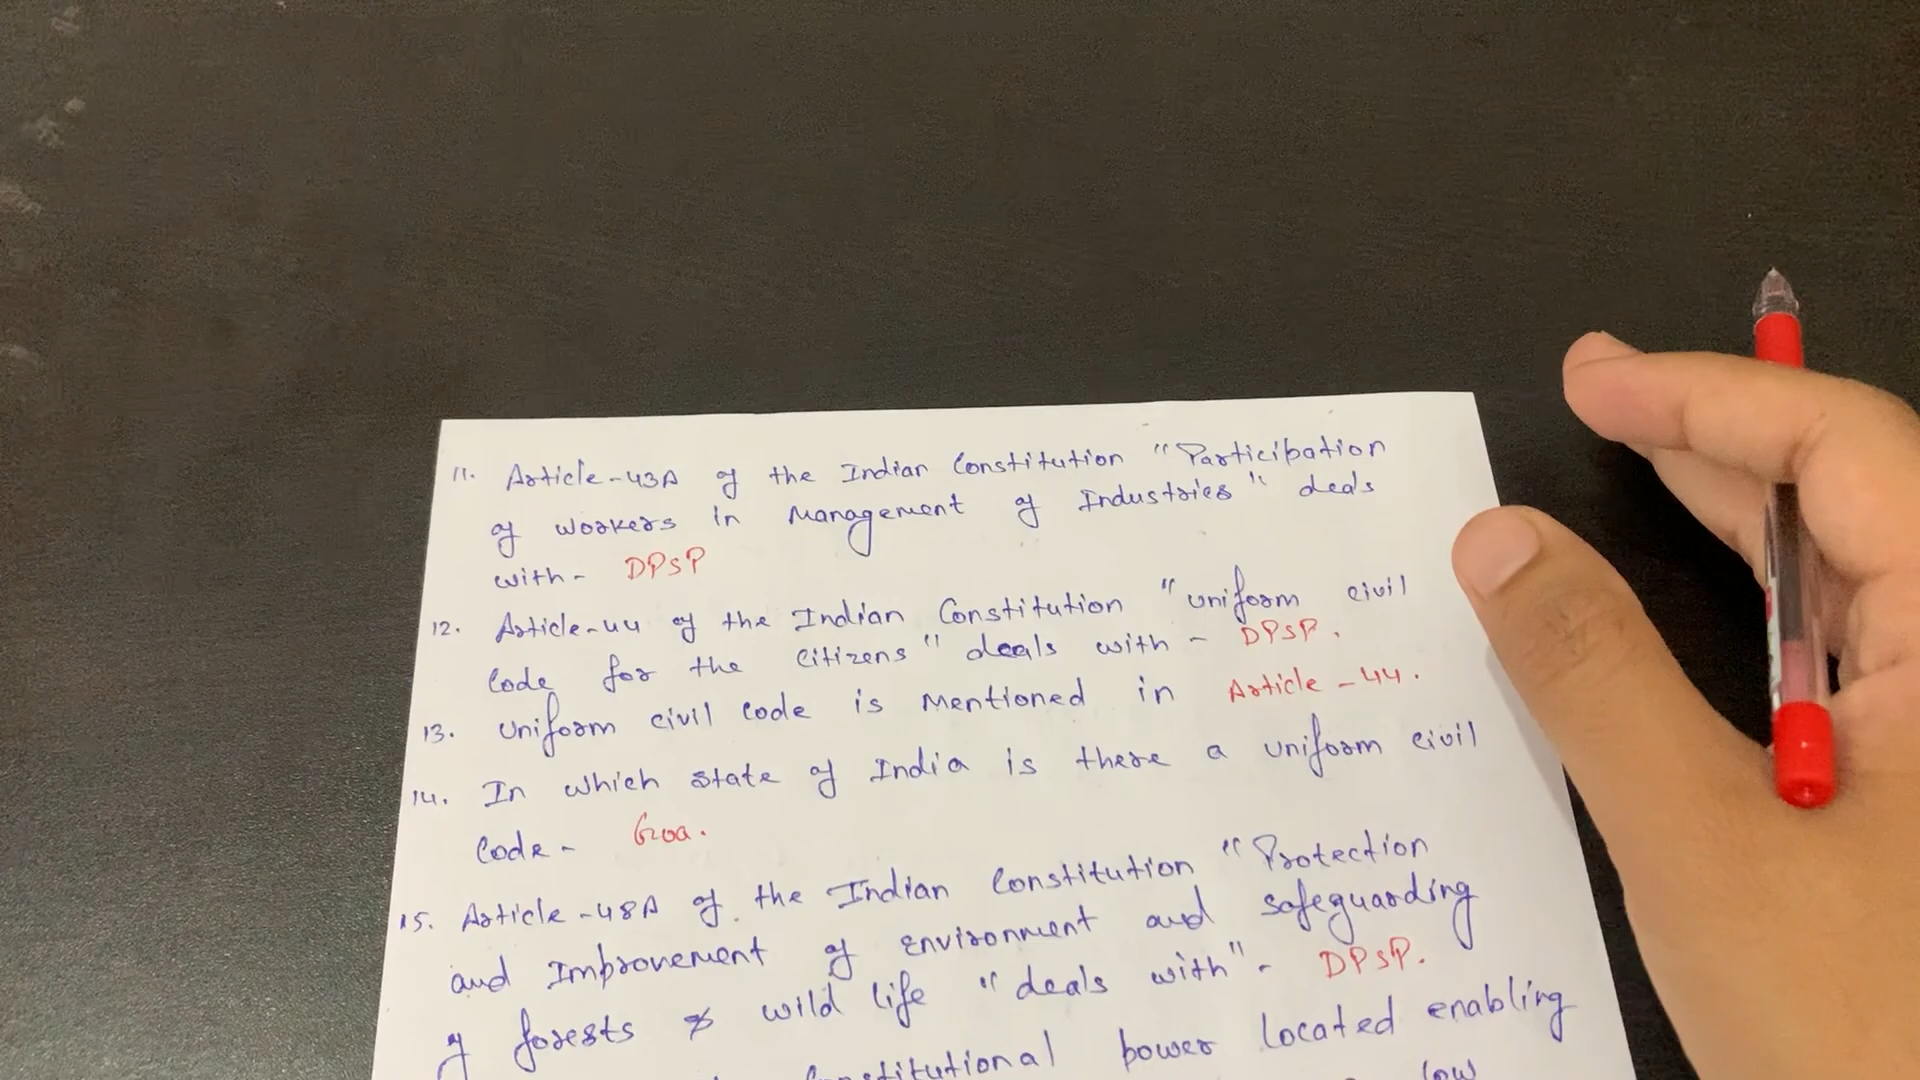 11. Article-43A of the Indian Constitution "Participation
of workers in Management of Industries" deals
with- DPSP
12. Article-44 of the Indian Constitution "uniform civil
Code for the citizens" deals with - DPSP.
13. Uniform civil code is mentioned in Article -44.
14. In which state of India is there a uniform civil
Code- Goa.
15. Article-48A of the Indian Constitution "Protection
and Improvement of environment and safeguarding
of forests & wild life "deals with"- DPSP.
power located enabling